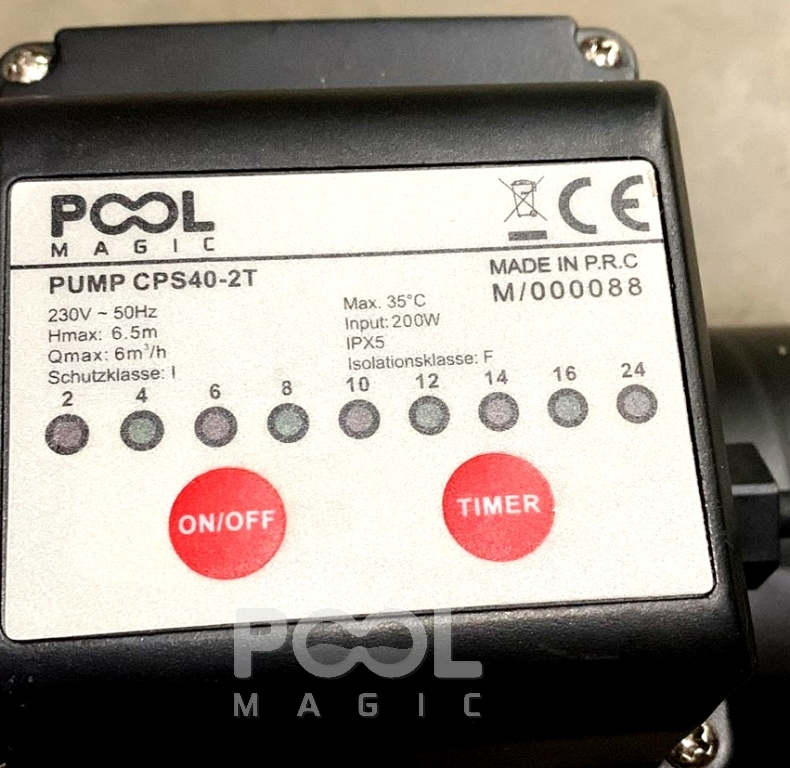 POOL
MAGIC
CE
PUMP CPS40-2T
MADE IN P.R.C
M/000088
230V ~ 50Hz
Hmax: 6.5m
Qmax: 6m³/h
Schutzklasse: I
Max. 35°C
Input: 200W
IPX5
Isolationsklasse: F
2 4 6 8 10 12 14 16 24
ON/OFF TIMER
POOL
MAGIC